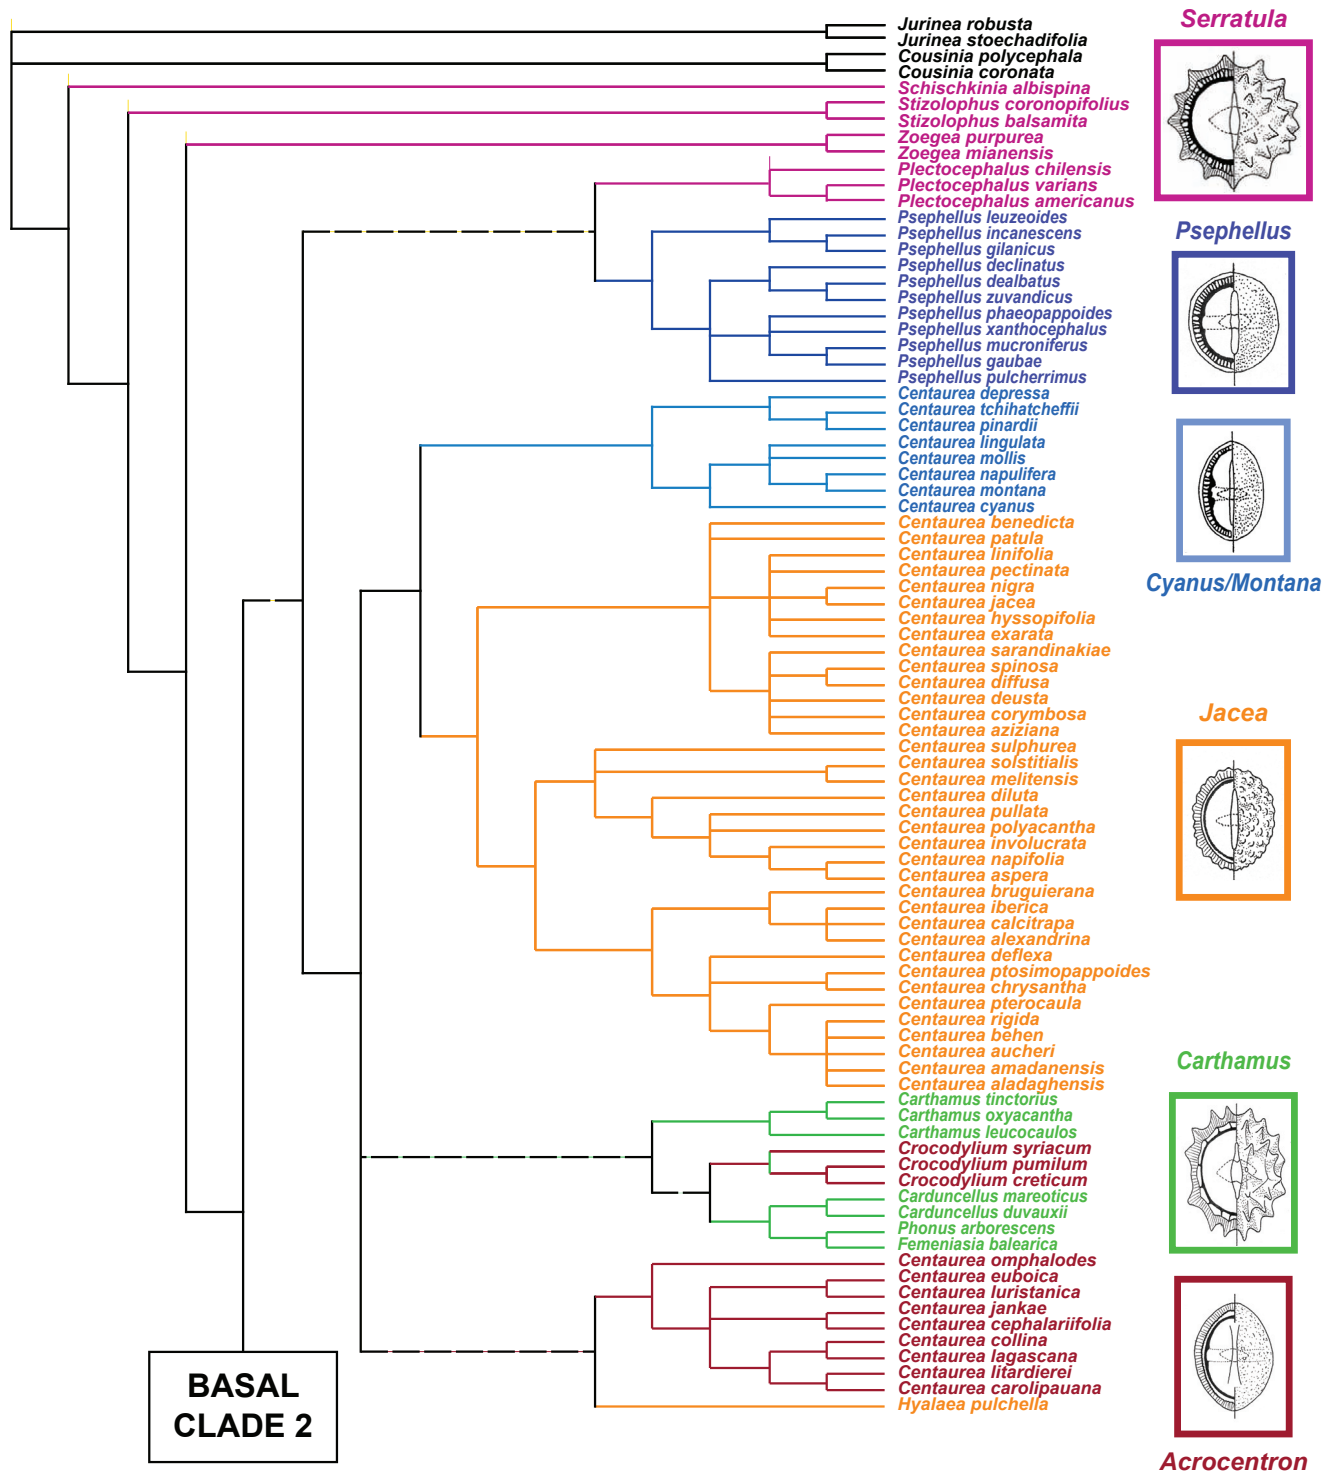 Jurinea robusta
Jurinea stoechadifolia
Cousinia polycephala
Cousinia coronata
Schischkinia albispina
Stizolophus coronopifolius
Stizolophus balsamita
Zoegea purpurea
Zoegea mianensis
Plectocephalus chilensis
Plectocephalus varians
Plectocephalus americanus
Psephellus leuzeoides
Psephellus incanescens
Psephellus gilanicus
Psephellus declinatus
Psephellus dealbatus
Psephellus zuvandicus
Psephellus phaeopappoides
Psephellus xanthocephalus
Psephellus mucroniferus
Psephellus gaubae
Psephellus pulcherrimus
Centaurea depressa
Centaurea tchihatcheffii
Centaurea pinardii
Centaurea lingulata
Centaurea mollis
Centaurea napulifera
Centaurea montana
Centaurea cyanus
Centaurea benedicta
Centaurea patula
Centaurea linifolia
Centaurea pectinata
Centaurea nigra
Centaurea jacea
Centaurea hyssopifolia
Centaurea exarata
Centaurea sarandinakiae
Centaurea spinosa
Centaurea diffusa
Centaurea deusta
Centaurea corymbosa
Centaurea aziziana
Centaurea sulphurea
Centaurea solstitialis
Centaurea melitensis
Centaurea diluta
Centaurea pullata
Centaurea polyacantha
Centaurea involucrata
Centaurea napifolia
Centaurea aspera
Centaurea bruguierana
Centaurea iberica
Centaurea calcitrapa
Centaurea alexandrina
Centaurea deflexa
Centaurea ptosimopappoides
Centaurea chrysantha
Centaurea pterocaula
Centaurea rigida
Centaurea behen
Centaurea aucheri
Centaurea amadanensis
Centaurea aladaghensis
Carthamus tinctorius
Carthamus oxyacantha
Carthamus leucocaulos
Crocodylium syriacum
Crocodylium pumilum
Crocodylium creticum
Carduncellus mareoticus
Carduncellus duvauxii
Phonus arborescens
Femeniasia balearica
Centaurea omphalodes
Centaurea euboica
Centaurea luristanica
Centaurea jankae
Centaurea cephalariifolia
Centaurea collina
Centaurea lagascana
Centaurea litardierei
Centaurea carolipauana
Hyalaea pulchella
BASAL
CLADE 2
Serratula
Psephellus
Cyanus/Montana
Jacea
Carthamus
Acrocentron